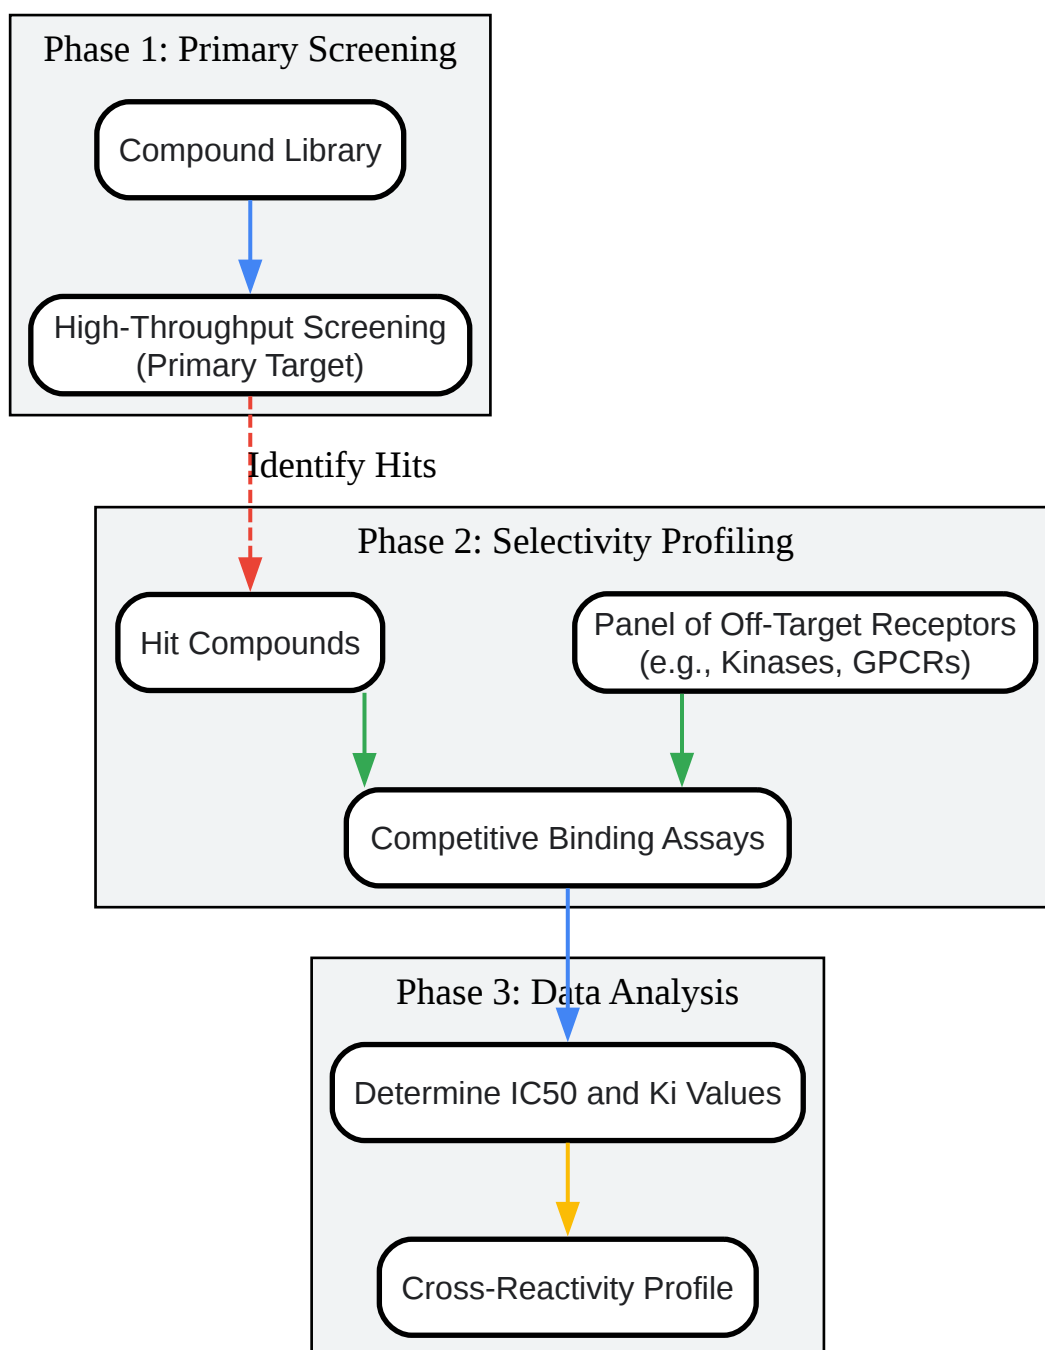 Phase 1: Primary Screening
Compound Library
High-Throughput Screening
(Primary Target)
Identify Hits
Phase 2: Selectivity Profiling
Hit Compounds
Panel of Off-Target Receptors
(e.g., Kinases, GPCRs)
Competitive Binding Assays
Phase 3: Data Analysis
Determine IC50 and Ki Values
Cross-Reactivity Profile